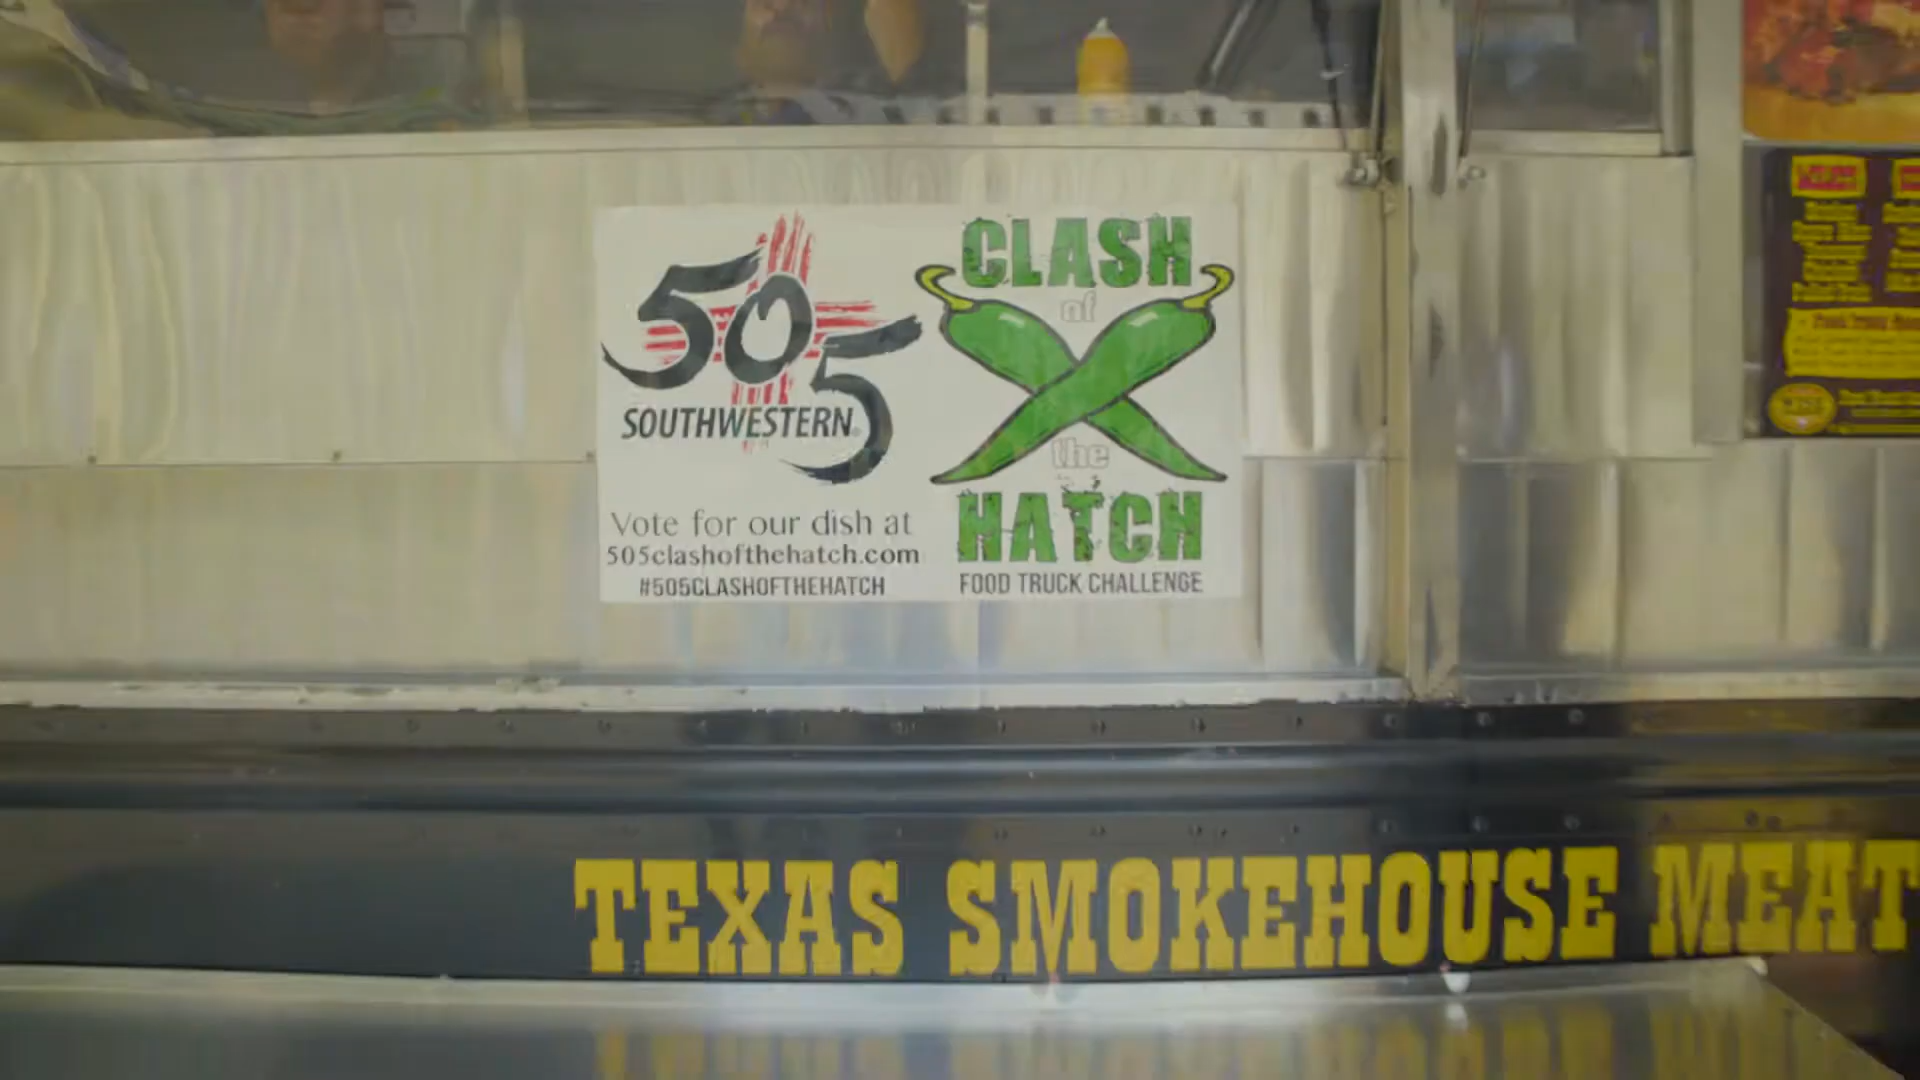 505
SOUTHWESTERN
Vote for our dish at
505clashofthehatch.com
#505CLASHOFTHEHATCH
CLASH
of
the
HATCH
FOOD TRUCK CHALLENGE
TEXAS SMOKEHOUSE MEAT